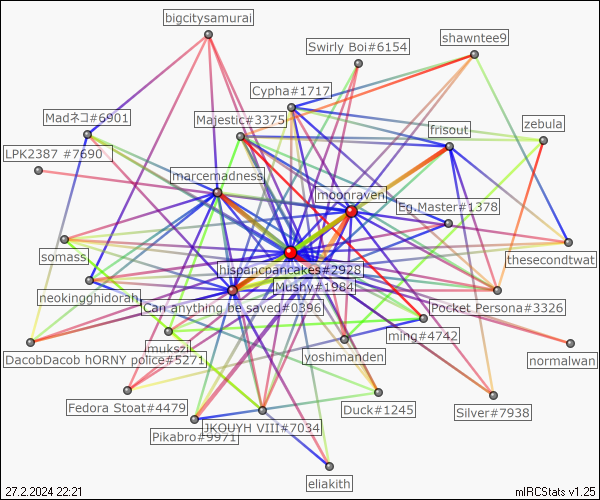 bigcitysamurai
shawntee9
Swirly Boi#6154
Cypha#1717
Madネコ#6901
Majestic#3375
zebula
frisout
LPK2387 #7690
marcemadness
moonraven
Eg.Master#1378
somass
thesecondtwat
hispancpancakes#2928
Mushy#1984
neokingghidorah
Can anything be saved#0396
Pocket Persona#3326
ming#4742
mukszi
DacobDacob hORNY police#5271
yoshimanden
normalwan
Fedora Stoat#4479
Duck#1245
Silver#7938
JKOUYH VIII#7034
Pikabro#9971
eliakith
27.2.2024 22:21
mIRCStats v1.25